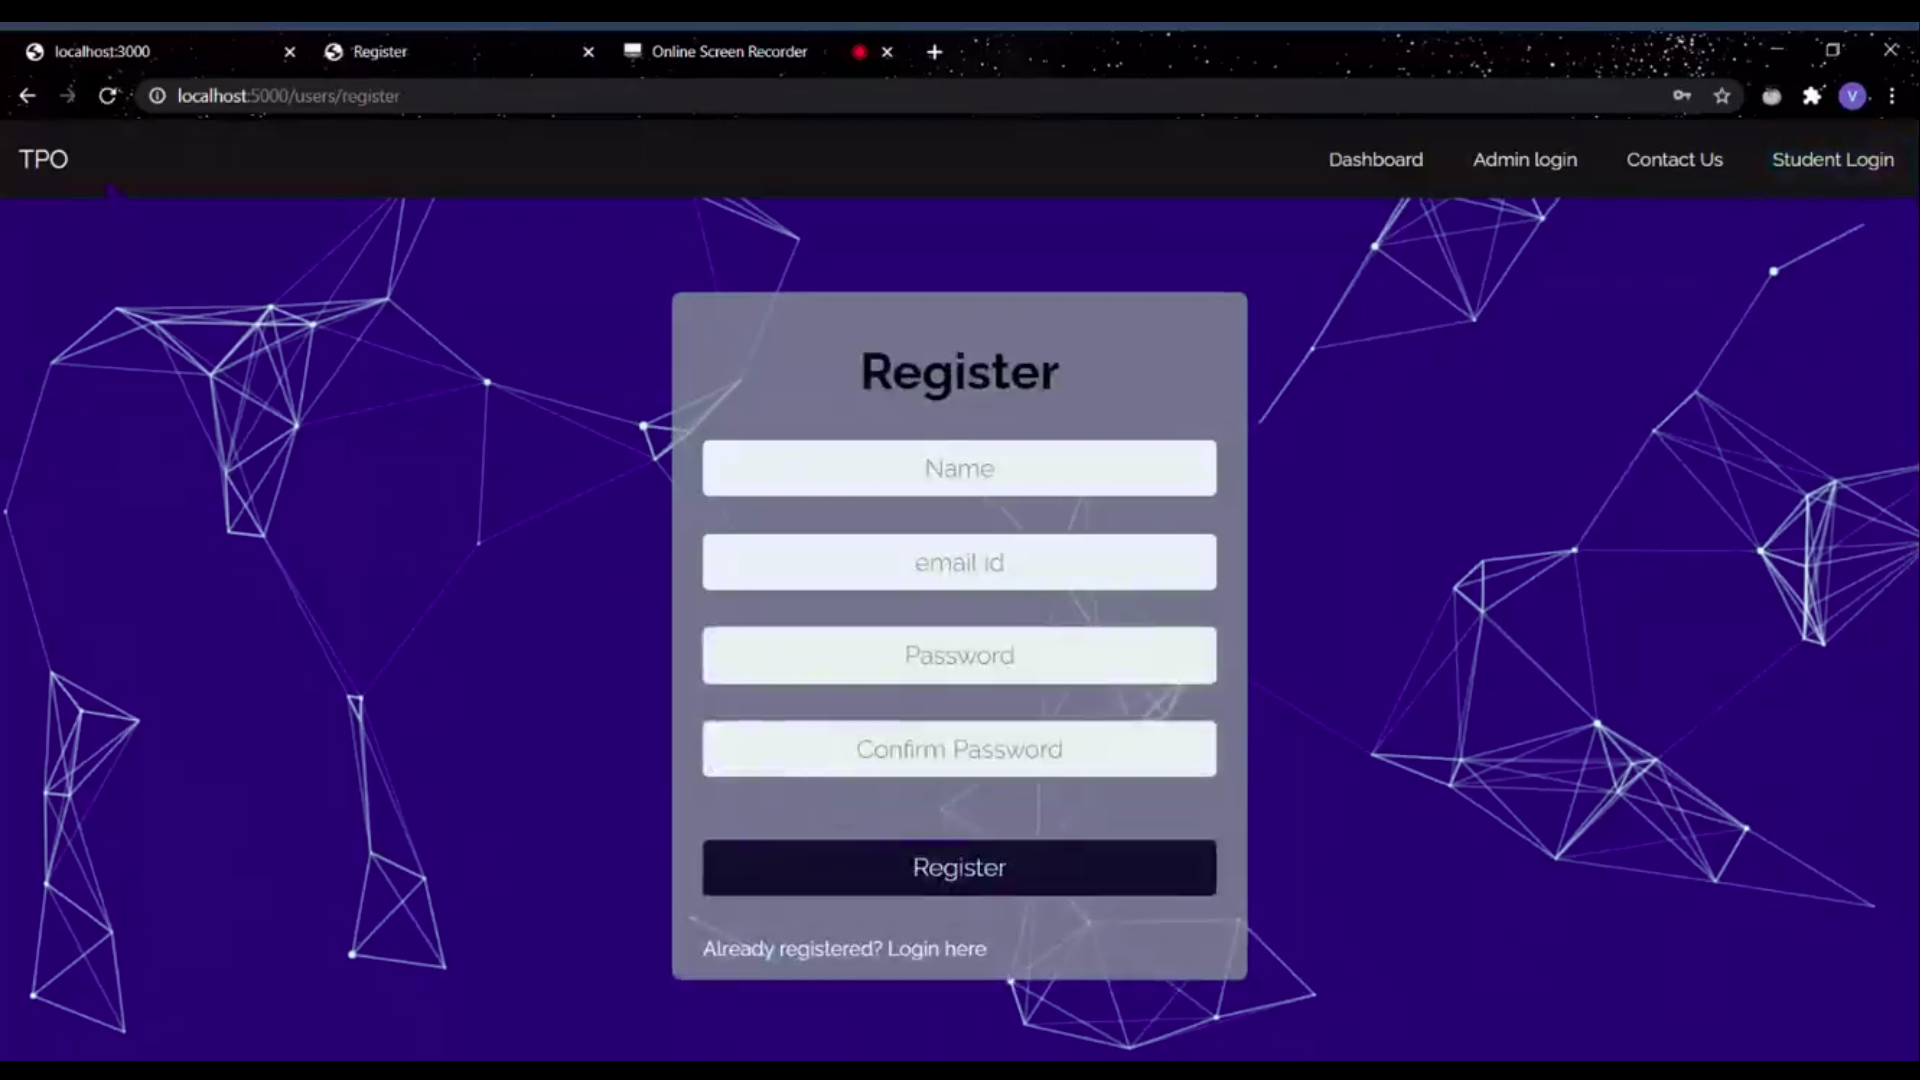 localhost:3000
Register
Online Screen Recorder
localhost:5000/users/register
V
TPO
Dashboard
Admin login
Contact Us
Student Login
Register
Name
email id
Password
Confirm Password
Register
Already registered? Login here